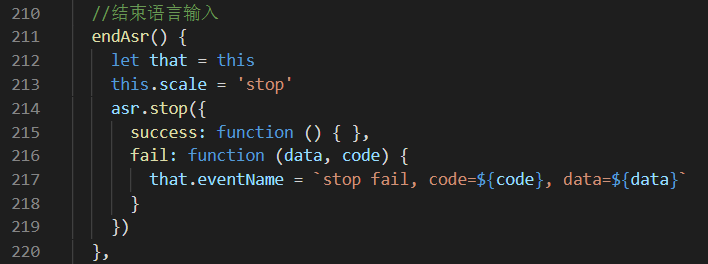 210 //结束语言输入
211 endAsr() {
212 let that = this
213 this.scale = 'stop'
214 asr.stop({
215 success: function () { },
216 fail: function (data, code) {
217 that.eventName = `stop fail, code=${code}, data=${data}`
218 }
219 })
220 },